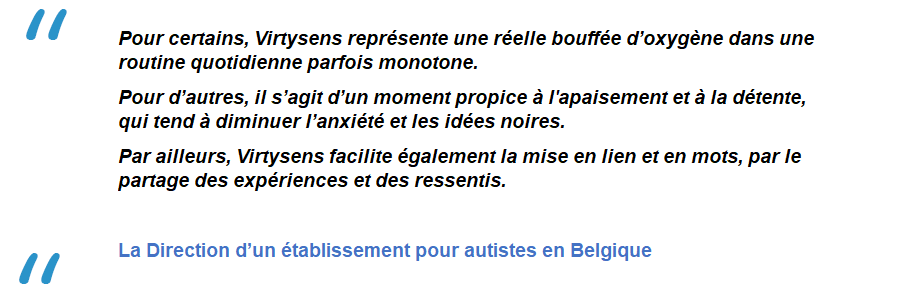 “
Pour certains, Virtysens représente une réelle bouffée d’oxygène dans une
routine quotidienne parfois monotone.
Pour d’autres, il s’agit d’un moment propice à l'apaisement et à la détente,
qui tend à diminuer l’anxiété et les idées noires.
Par ailleurs, Virtysens facilite également la mise en lien et en mots, par le
partage des expériences et des ressentis.
La Direction d’un établissement pour autistes en Belgique
“